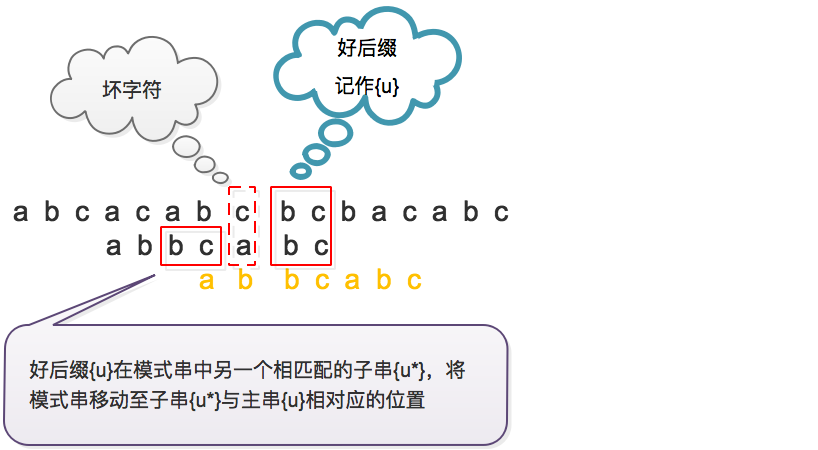 坏字符
好后缀
记作{u}
a b c a c a b c b c b a c a b c
a b b c a b c
a b b c a b c
好后缀{u}在模式串中另一个相匹配的子串{u*}，将
模式串移动至子串{u*}与主串{u}相对应的位置